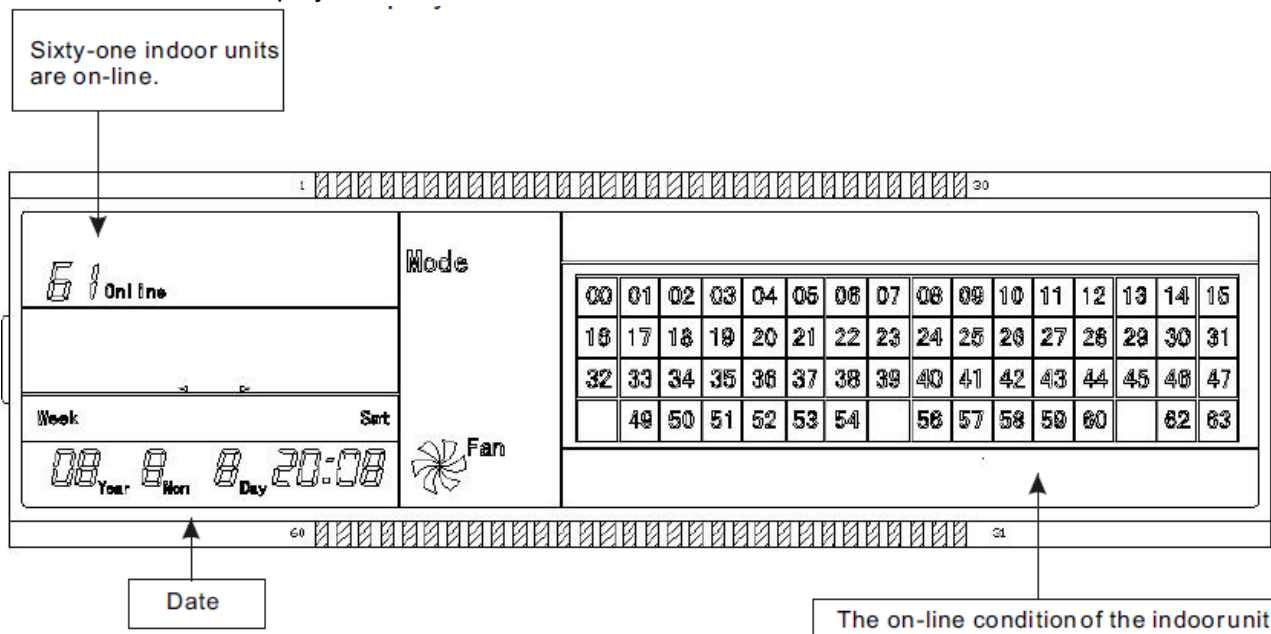 Sixty-one indoor units
are on-line.
1 30
61 Online
Mode
00 01 02 03 04 05 06 07 08 09 10 11 12 13 14 15
16 17 18 19 20 21 22 23 24 25 26 27 28 29 30 31
32 33 34 35 36 37 38 39 40 41 42 43 44 45 46 47
49 50 51 52 53 54 56 57 58 59 60 62 63
Week Sat
08 Year 8 Mon 8 Day 20:08
Fan
60 31
Date
The on-line condition of the indoor unit